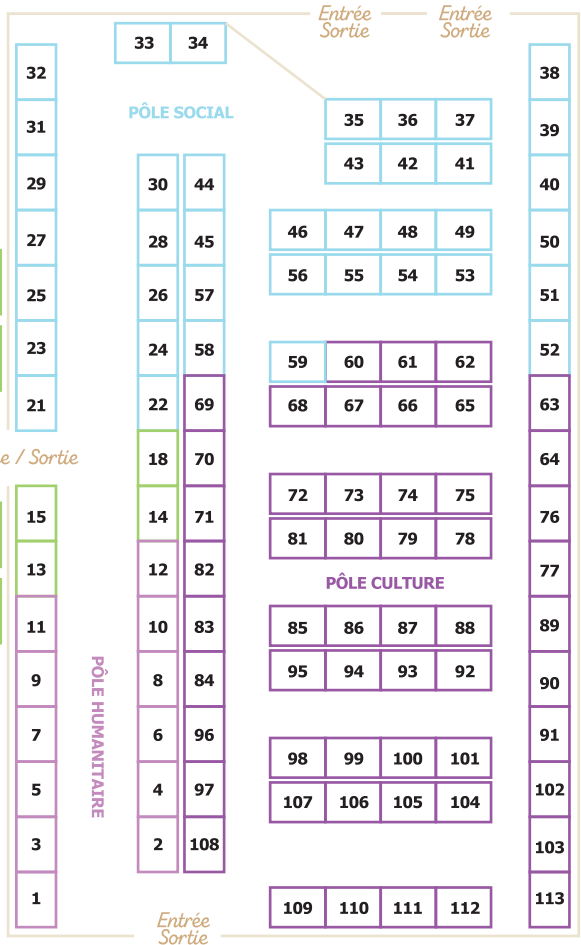 Entrée
Sortie
Entrée
Sortie
33 34
32
38
PÔLE SOCIAL
35 36 37
31
39
43 42 41
29
30 44
40
46 47 48 49
27
28 45
50
56 55 54 53
25
26 57
51
23
24 58
59 60 61 62
52
21
22 69
68 67 66 65
63
e / Sortie
18 70
64
72 73 74 75
15
14 71
76
81 80 79 78
13
12 82
77
PÔLE CULTURE
11
10 83
85 86 87 88
89
9
8 84
95 94 93 92
90
PÔLE HUMANITAIRE
7
6 96
91
98 99 100 101
5
4 97
107 106 105 104
102
3
2 108
103
1
109 110 111 112
113
Entrée
Sortie